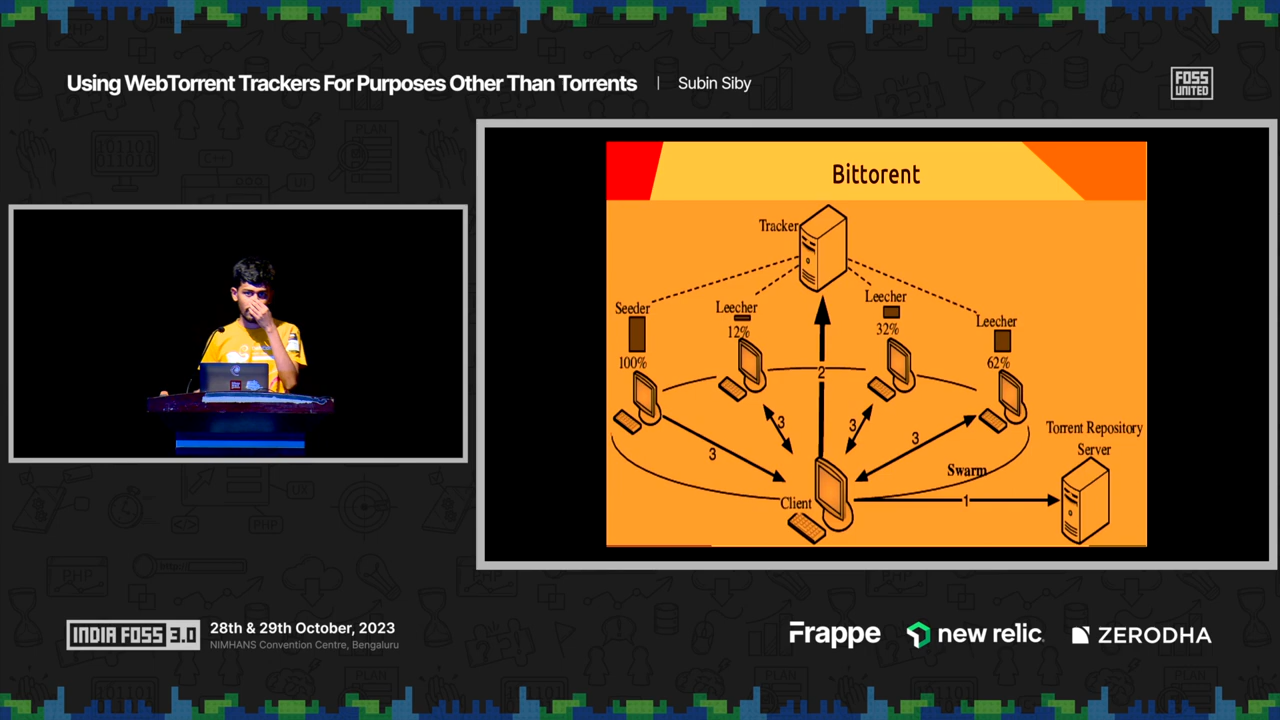 Using WebTorrent Trackers For Purposes Other Than Torrents | Subin Siby
FOSS
UNITED
Bittorent
Tracker
Seeder
100%
Leecher
12%
Leecher
32%
Leecher
62%
2
3
3
3
3
Swarm
Client
1
Torrent Repository
Server
INDIA FOSS 3.0
28th & 29th October, 2023
NIMHANS Convention Centre, Bengaluru
Frappe
new relic
ZERODHA